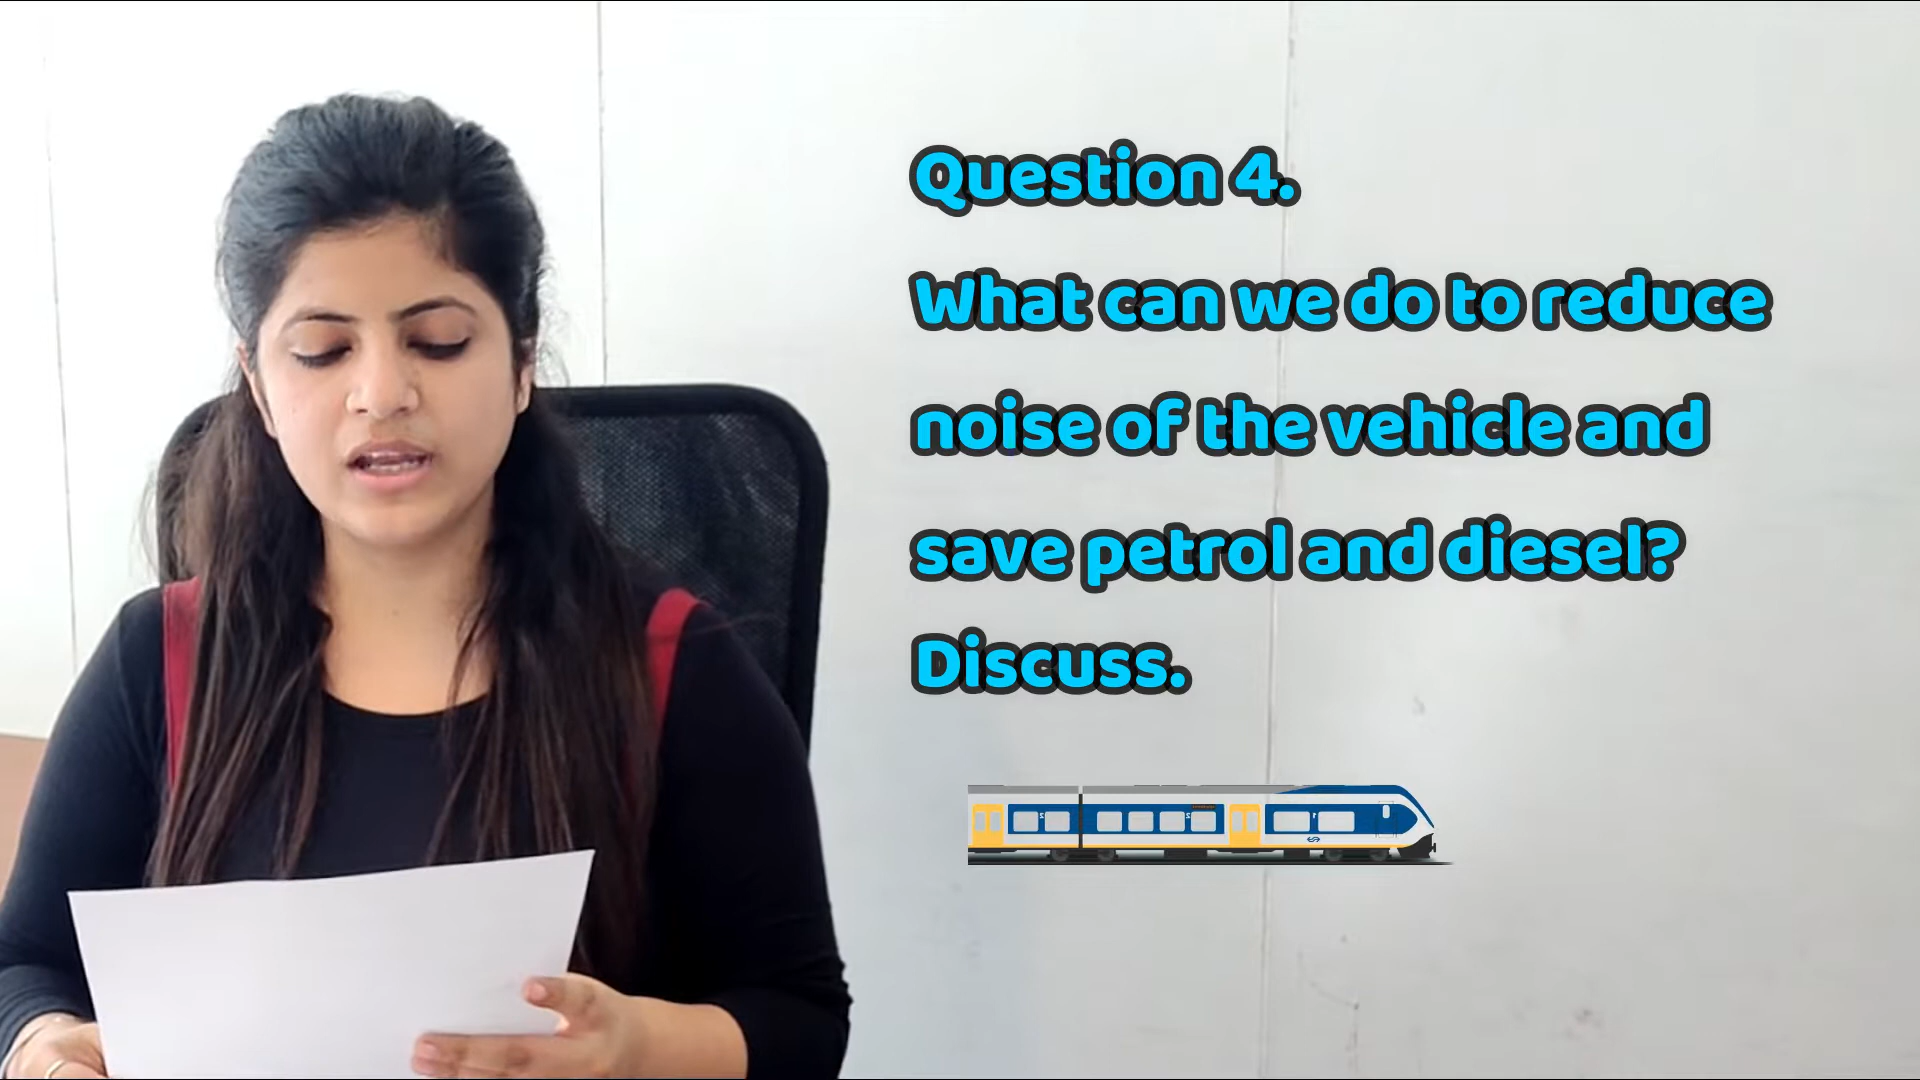 Question 4.
What can we do to reduce
noise of the vehicle and
save petrol and diesel?
Discuss.